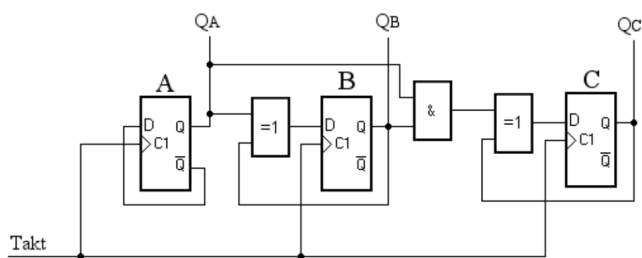 QA QB QC
A B C
D Q
C1
Q
=1
D Q
C1
Q
&
=1
D Q
C1
Q
Takt